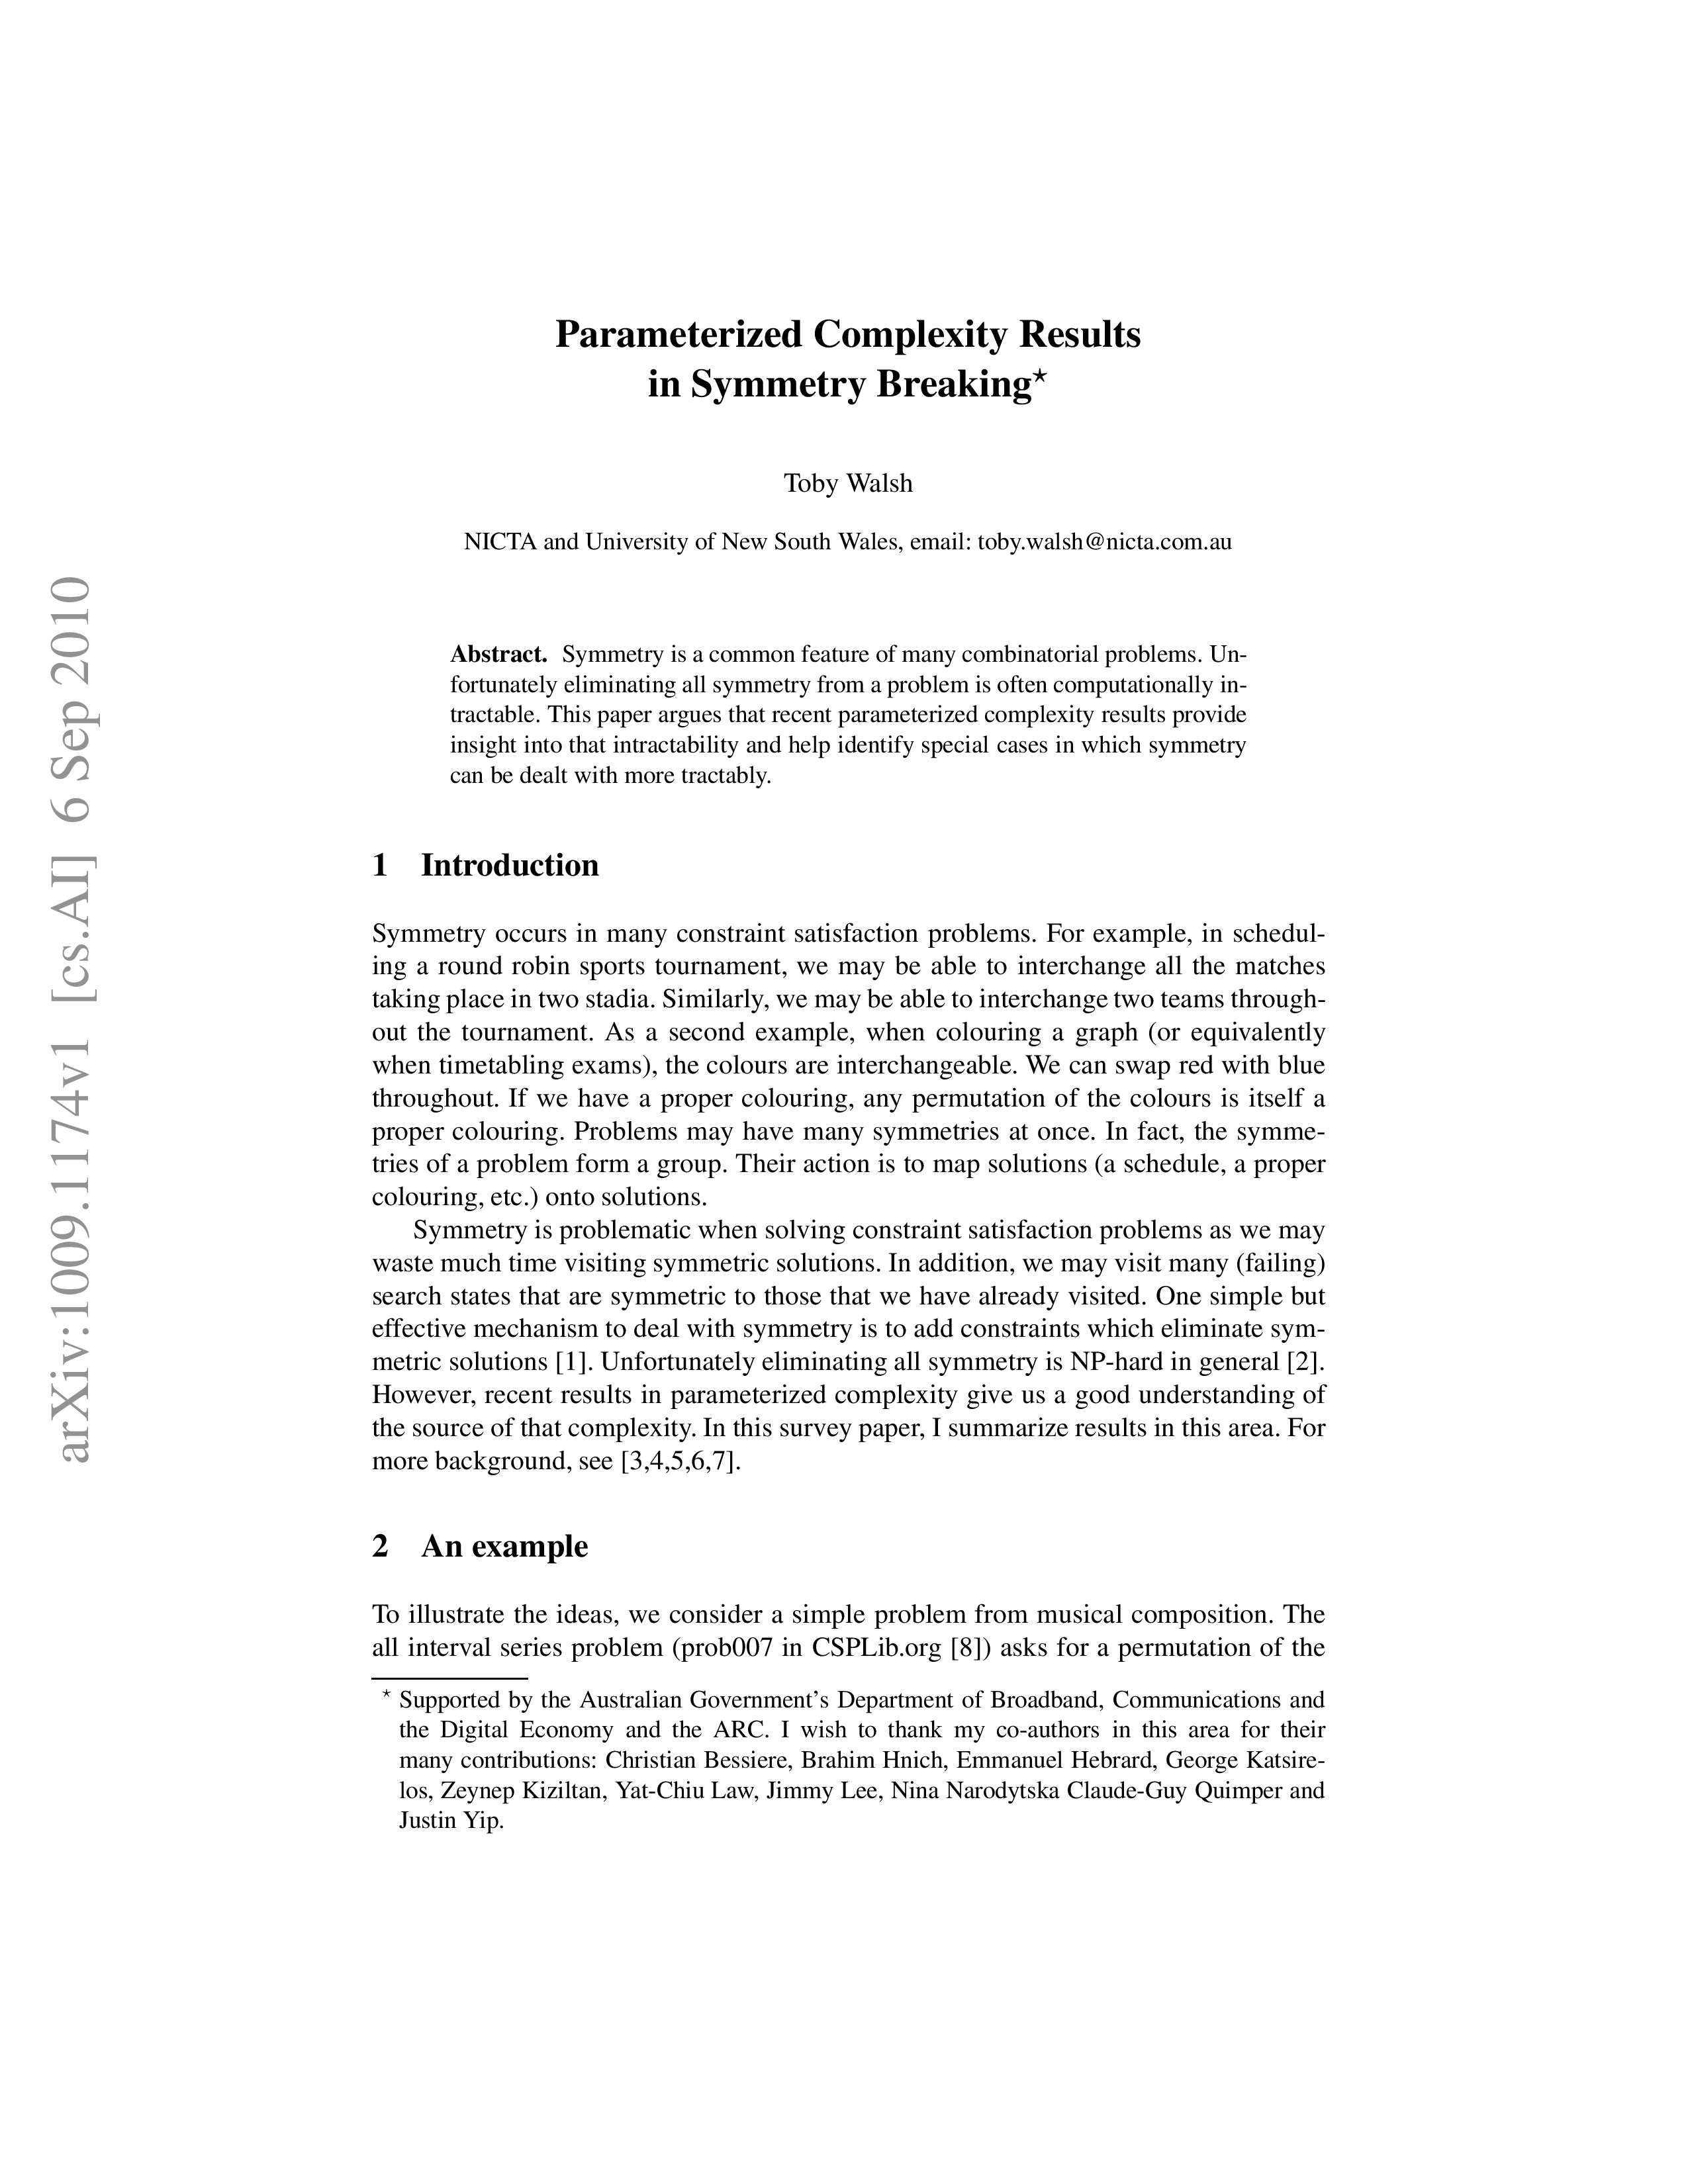 Parameterized Complexity Results
in Symmetry Breaking⋆
Toby Walsh
NICTA and University of New South Wales, email: toby.walsh@nicta.com.au
Abstract. Symmetry is a common feature of many combinatorial problems. Un-
fortunately eliminating all symmetry from a problem is often computationally in-
tractable. This paper argues that recent parameterized complexity results provide
insight into that intractability and help identify special cases in which symmetry
can be dealt with more tractably.
1 Introduction
Symmetry occurs in many constraint satisfaction problems. For example, in schedul-
ing a round robin sports tournament, we may be able to interchange all the matches
taking place in two stadia. Similarly, we may be able to interchange two teams through-
out the tournament. As a second example, when colouring a graph (or equivalently
when timetabling exams), the colours are interchangeable. We can swap red with blue
throughout. If we have a proper colouring, any permutation of the colours is itself a
proper colouring. Problems may have many symmetries at once. In fact, the symme-
tries of a problem form a group. Their action is to map solutions (a schedule, a proper
colouring, etc.) onto solutions.
Symmetry is problematic when solving constraint satisfaction problems as we may
waste much time visiting symmetric solutions. In addition, we may visit many (failing)
search states that are symmetric to those that we have already visited. One simple but
effective mechanism to deal with symmetry is to add constraints which eliminate sym-
metric solutions [1]. Unfortunately eliminating all symmetry is NP-hard in general [2].
However, recent results in parameterized complexity give us a good understanding of
the source of that complexity. In this survey paper, I summarize results in this area. For
more background, see [3,4,5,6,7].
2 An example
To illustrate the ideas, we consider a simple problem from musical composition. The
all interval series problem (prob007 in CSPLib.org [8]) asks for a permutation of the
⋆ Supported by the Australian Government's Department of Broadband, Communications and
the Digital Economy and the ARC. I wish to thank my co-authors in this area for their
many contributions: Christian Bessiere, Brahim Hnich, Emmanuel Hebrard, George Katsire-
los, Zeynep Kiziltan, Yat-Chiu Law, Jimmy Lee, Nina Narodytska Claude-Guy Quimper and
Justin Yip.
arXiv:1009.1174v1 [cs.AI] 6 Sep 2010